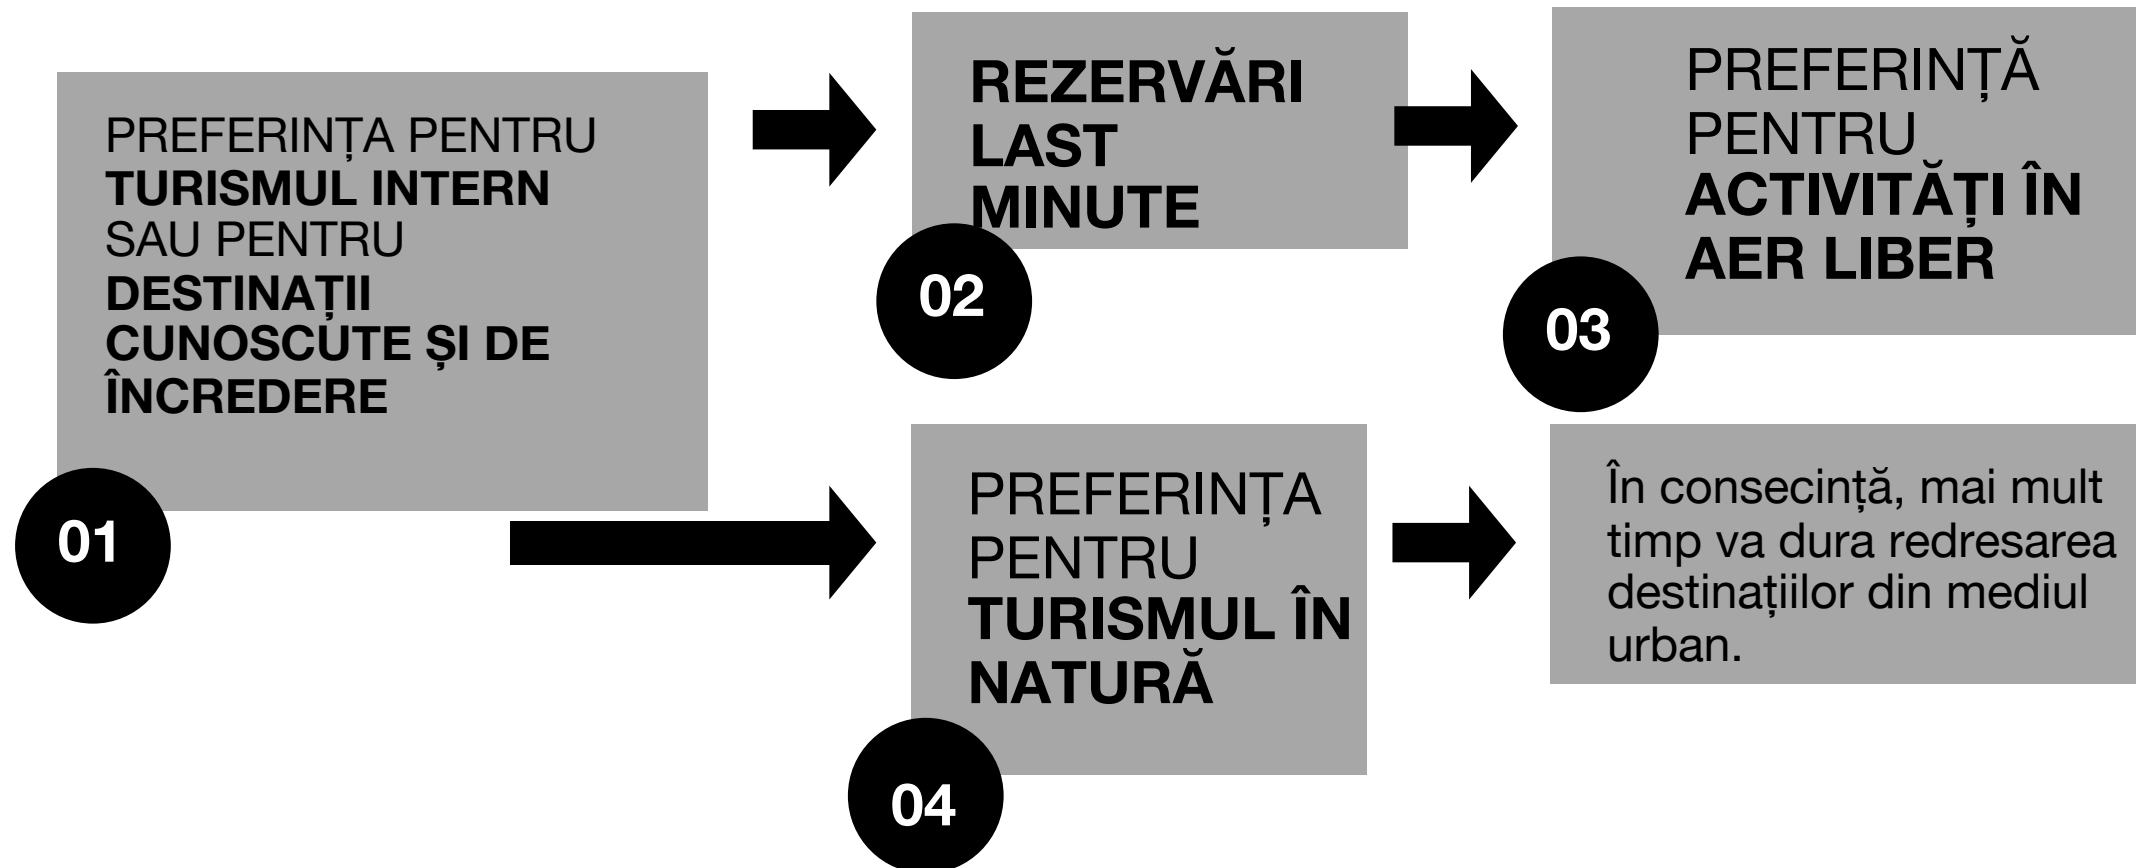 PREFERINȚA PENTRU
TURISMUL INTERN
SAU PENTRU
DESTINAȚII
CUNOSCUTE ȘI DE
ÎNCREDERE
01
REZERVĂRI
LAST
MINUTE
02
PREFERINȚĂ
PENTRU
ACTIVITĂȚI ÎN
AER LIBER
03
PREFERINȚA
PENTRU
TURISMUL ÎN
NATURĂ
04
În consecință, mai mult
timp va dura redresarea
destinațiilor din mediul
urban.